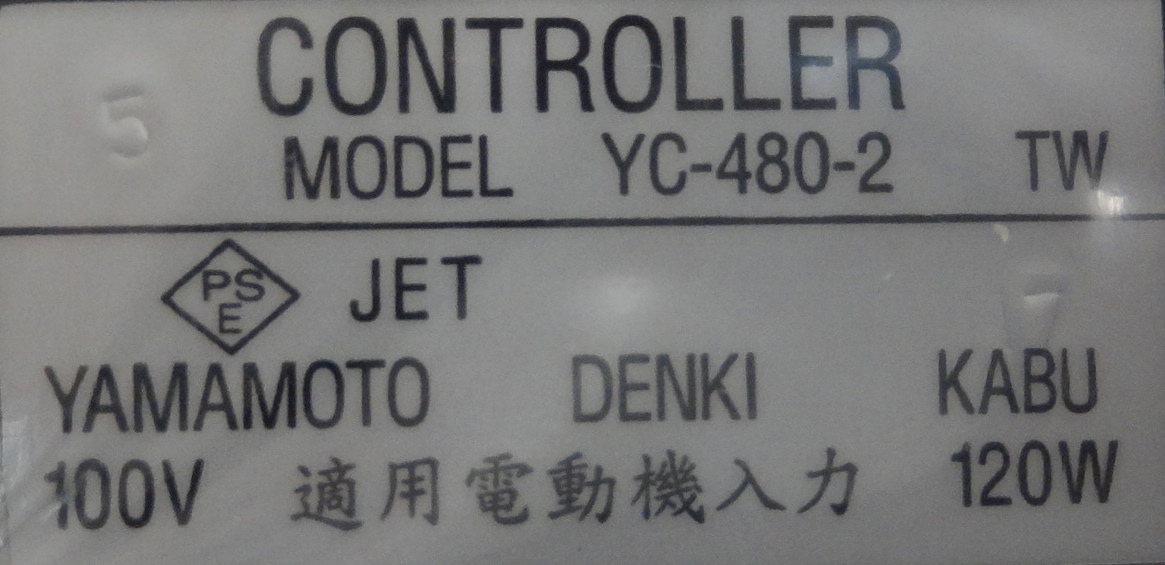 CONTROLLER
5
MODEL YC-480-2 TW
PSE JET
YAMAMOTO DENKI KABU
100V 適用電動機入力 120W